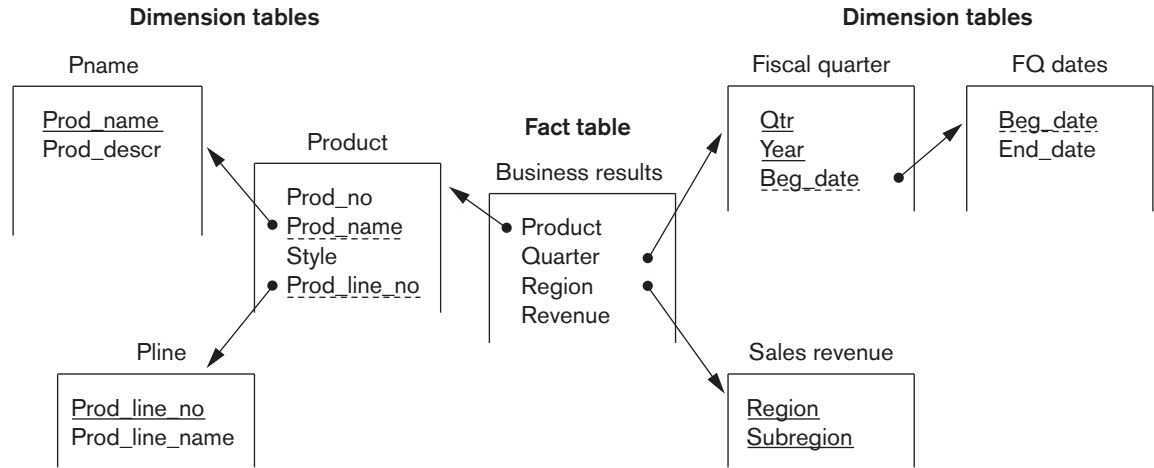 Dimension tables
Dimension tables
Pname
Prod_name
Prod_descr
Product
Prod_no
Prod_name
Style
Prod_line_no
Pline
Prod_line_no
Prod_line_name
Fact table
Business results
Product
Quarter
Region
Revenue
Fiscal quarter
Qtr
Year
Beg_date
FQ dates
Beg_date
End_date
Sales revenue
Region
Subregion